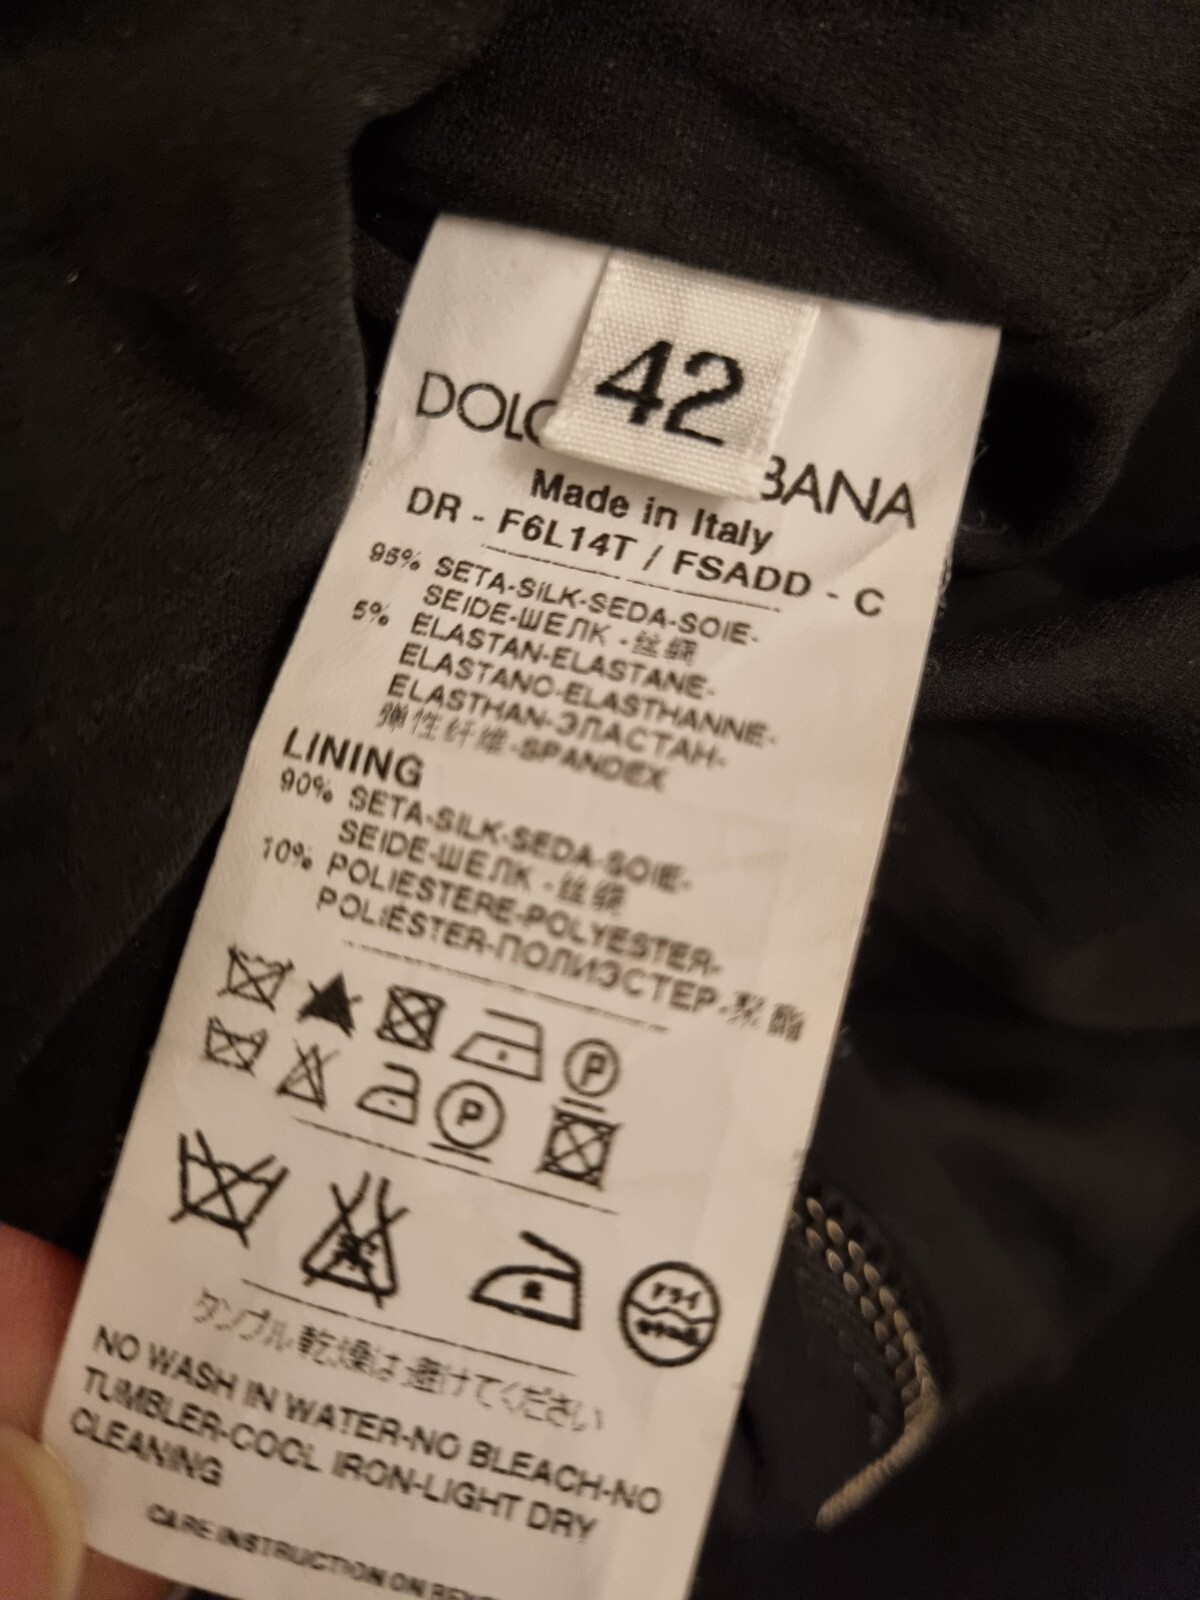 42
DOLC BANA
Made in Italy
DR - F6L14T / FSADD - C
95% SETA-SILK-SEDA-SOIE-
SEIDE-ШЕЛК -丝绸
5% ELASTAN-ELASTANE-
ELASTANO-ELASTHANNE-
ELASTHAN-ЭЛАСТАН-
弹性纤维-SPANDEX
LINING
90% SETA-SILK-SEDA-SOIE-
SEIDE-ШЕЛК -丝绸
10% POLIESTERE-POLYESTER-
POLIÉSTER-ПОЛИЭСТЕР-聚酯
P
P
ドライ
タンブル乾燥は避けてください
NO WASH IN WATER-NO BLEACH-NO
TUMBLER-COOL IRON-LIGHT DRY
CLEANING
CARE INSTRUCTION ON